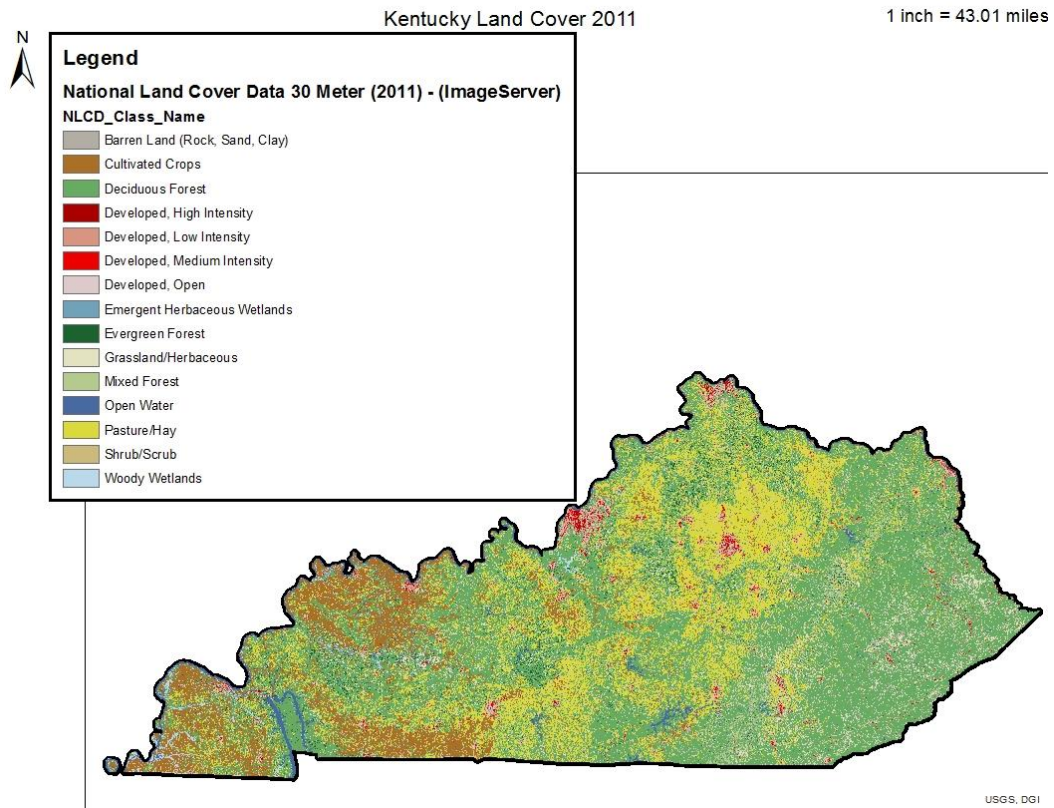 Kentucky Land Cover 2011
1 inch = 43.01 miles
N
Legend
National Land Cover Data 30 Meter (2011) - (ImageServer)
NLCD_Class_Name
Barren Land (Rock, Sand, Clay)
Cultivated Crops
Deciduous Forest
Developed, High Intensity
Developed, Low Intensity
Developed, Medium Intensity
Developed, Open
Emergent Herbaceous Wetlands
Evergreen Forest
Grassland/Herbaceous
Mixed Forest
Open Water
Pasture/Hay
Shrub/Scrub
Woody Wetlands
USGS, DGI